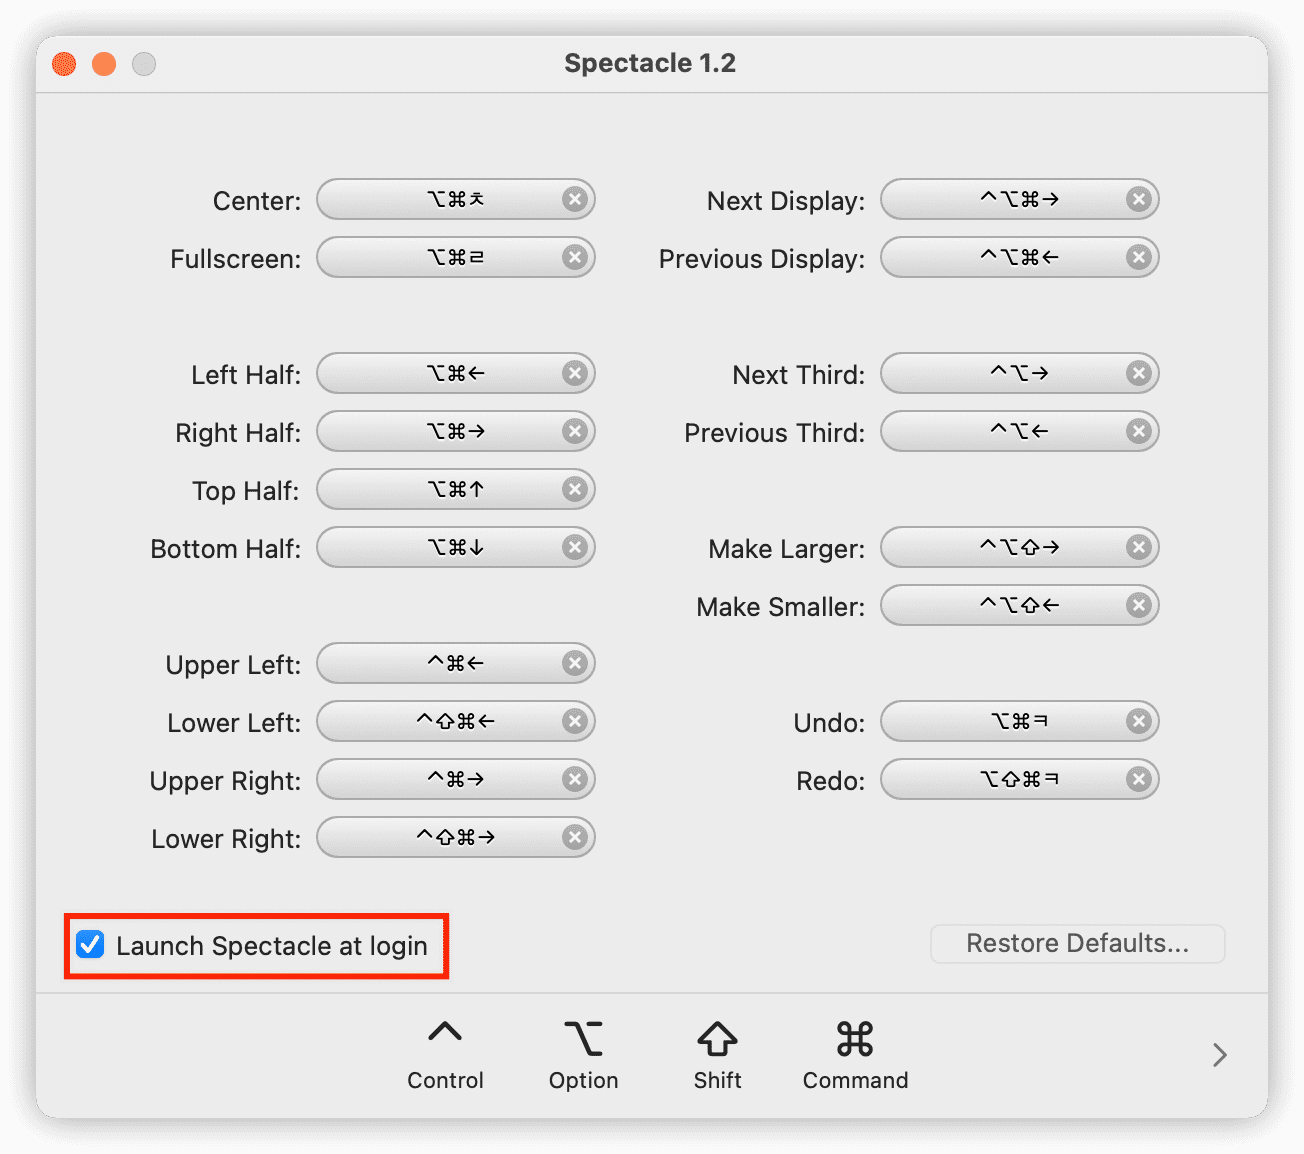 Spectacle 1.2
Center: ⌥⌘ㅊ
Fullscreen: ⌥⌘ㄹ
Left Half: ⌥⌘←
Right Half: ⌥⌘→
Top Half: ⌥⌘↑
Bottom Half: ⌥⌘↓
Upper Left: ^⌘←
Lower Left: ^⇧⌘←
Upper Right: ^⌘→
Lower Right: ^⇧⌘→
Next Display: ^⌥⌘→
Previous Display: ^⌥⌘←
Next Third: ^⌥→
Previous Third: ^⌥←
Make Larger: ^⌥⇧→
Make Smaller: ^⌥⇧←
Undo: ⌥⌘ㅋ
Redo: ⌥⇧⌘ㅋ
Launch Spectacle at login
Restore Defaults...
^ ⌥ ⇧ ⌘
Control Option Shift Command